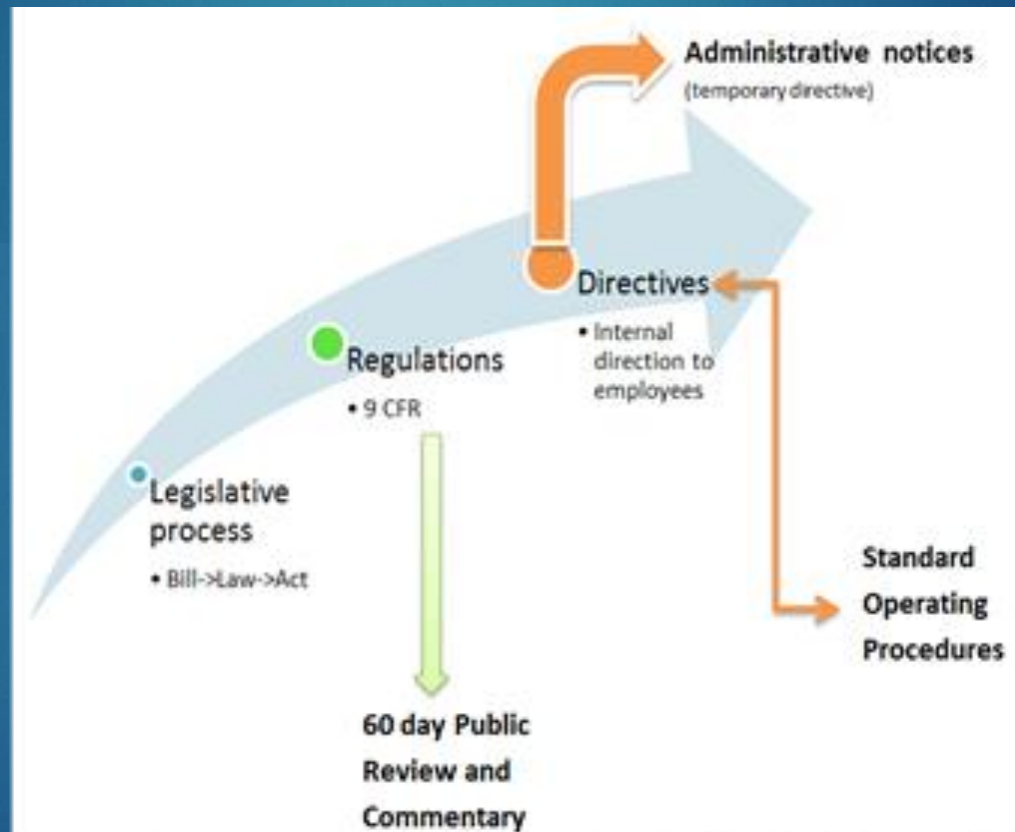 Administrative notices
(temporary directive)
Directives
• Internal
direction to
employees
Regulations
• 9 CFR
Legislative
process
• Bill->Law->Act
Standard
Operating
Procedures
60 day Public
Review and
Commentary